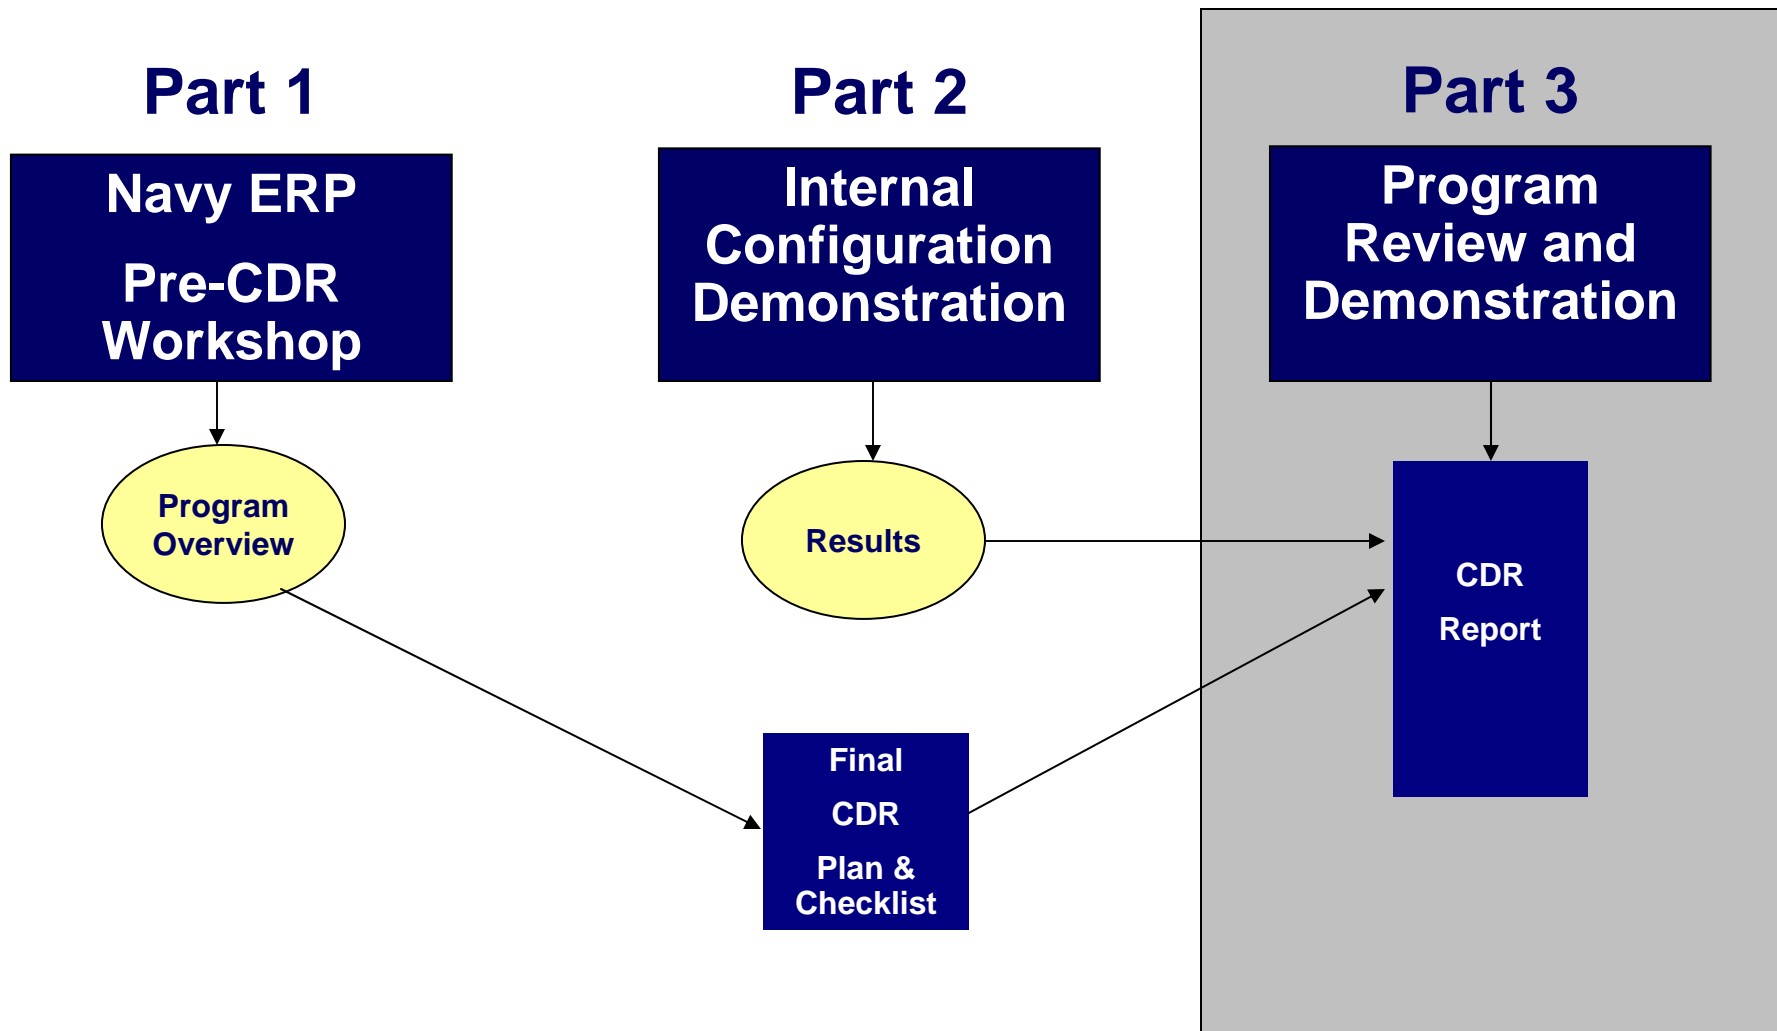 Part 1
Part 2
Part 3
Navy ERP
Pre-CDR
Workshop
Internal
Configuration
Demonstration
Program
Review and
Demonstration
Program
Overview
Results
CDR
Report
Final
CDR
Plan &
Checklist